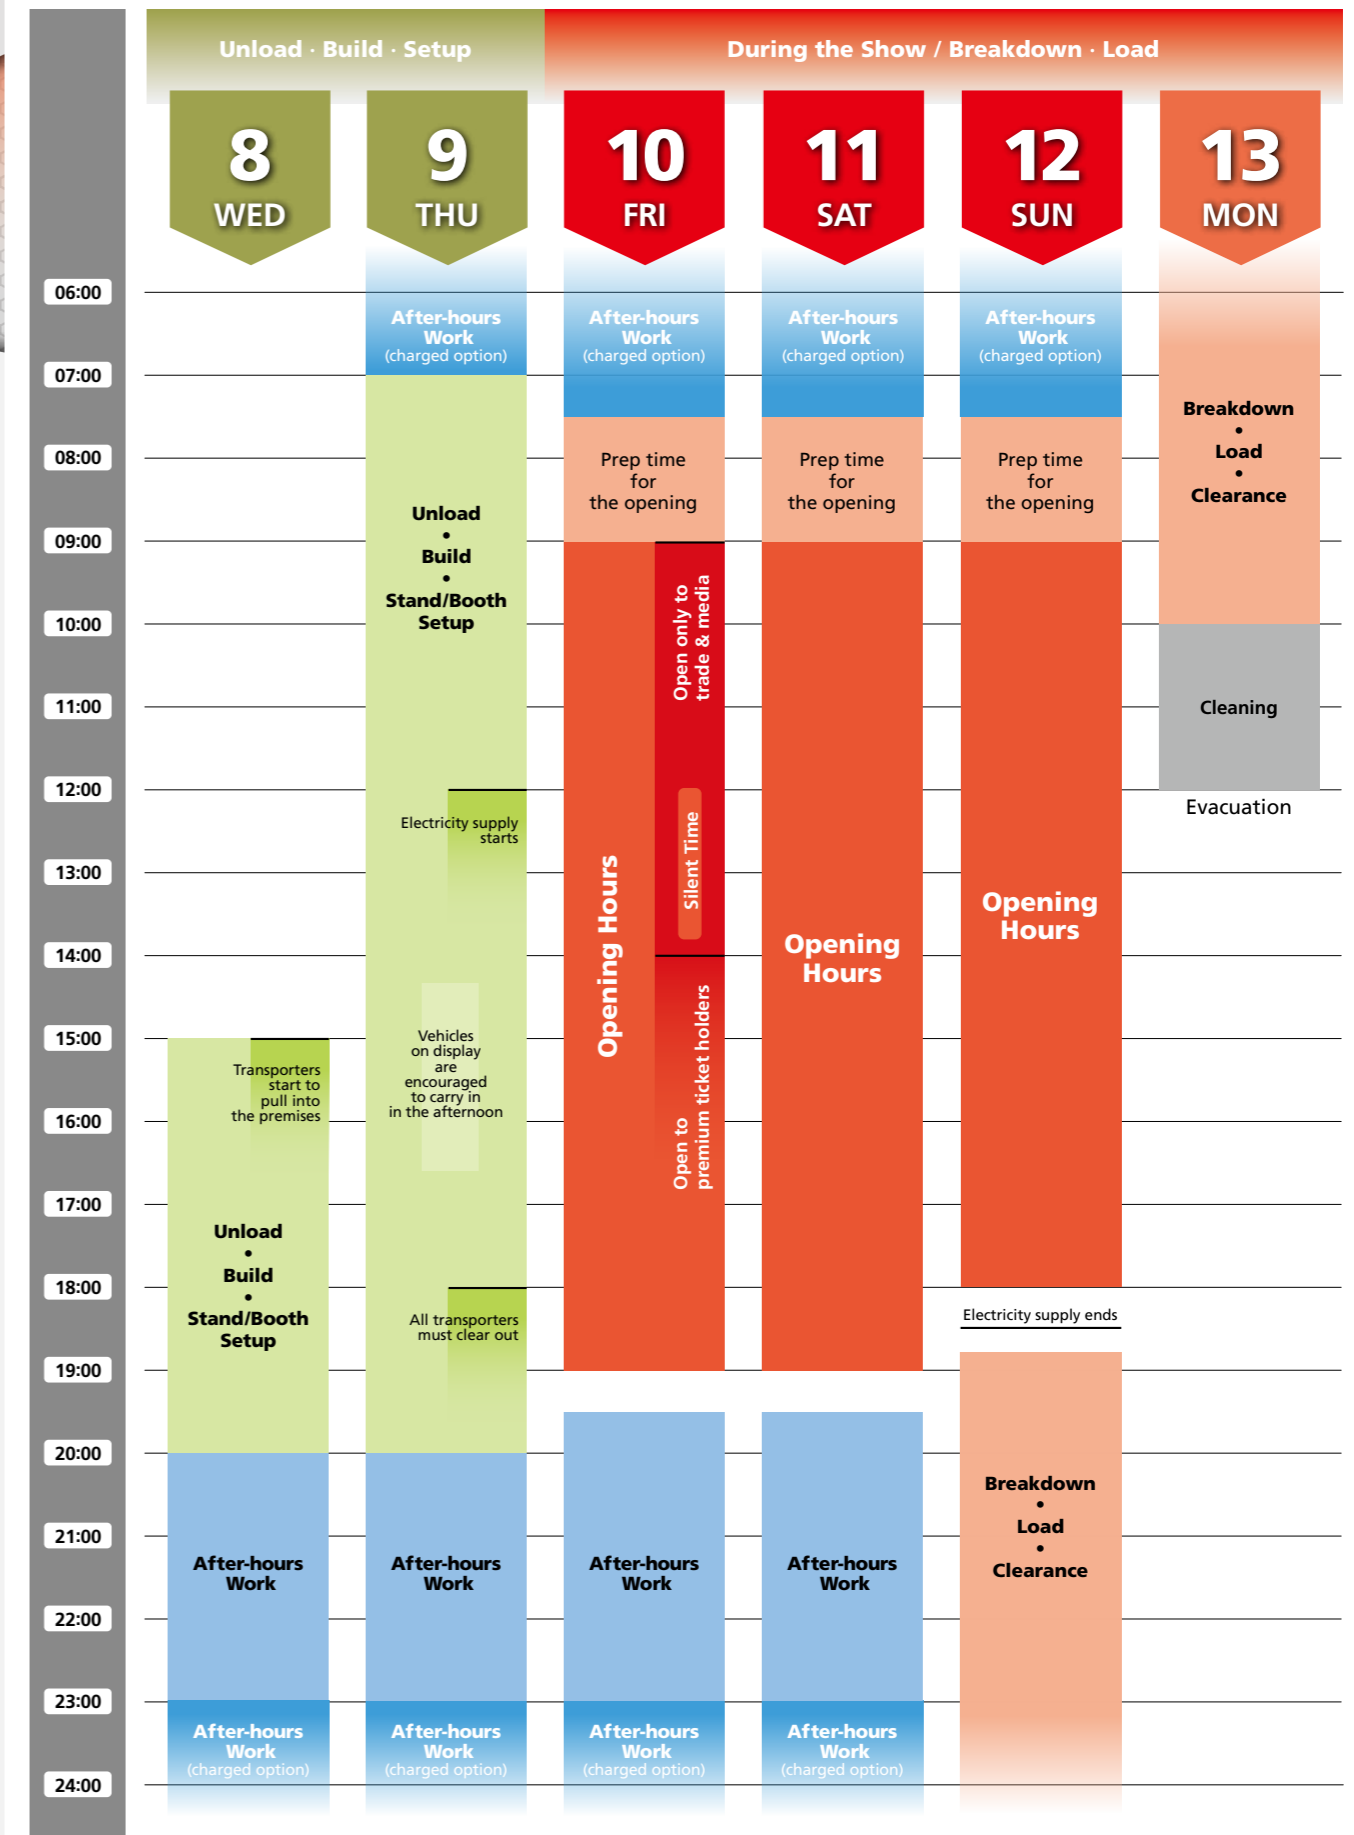 Unload · Build · Setup
During the Show / Breakdown · Load
8
WED
9
THU
10
FRI
11
SAT
12
SUN
13
MON
06:00
07:00
08:00
09:00
10:00
11:00
12:00
13:00
14:00
15:00
16:00
17:00
18:00
19:00
20:00
21:00
22:00
23:00
24:00
Transporters
start to
pull into
the premises
Unload
•
Build
•
Stand/Booth
Setup
After-hours
Work
After-hours
Work
(charged option)
After-hours
Work
(charged option)
Unload
•
Build
•
Stand/Booth
Setup
Electricity supply
starts
Vehicles
on display
are
encouraged
to carry in
in the afternoon
All transporters
must clear out
After-hours
Work
After-hours
Work
(charged option)
After-hours
Work
(charged option)
Prep time
for
the opening
Opening Hours
Open only to
trade & media
Silent Time
Open to
premium ticket holders
After-hours
Work
After-hours
Work
(charged option)
After-hours
Work
(charged option)
Prep time
for
the opening
Opening
Hours
After-hours
Work
After-hours
Work
(charged option)
After-hours
Work
(charged option)
Prep time
for
the opening
Opening
Hours
Electricity supply ends
Breakdown
•
Load
•
Clearance
Breakdown
•
Load
•
Clearance
Cleaning
Evacuation